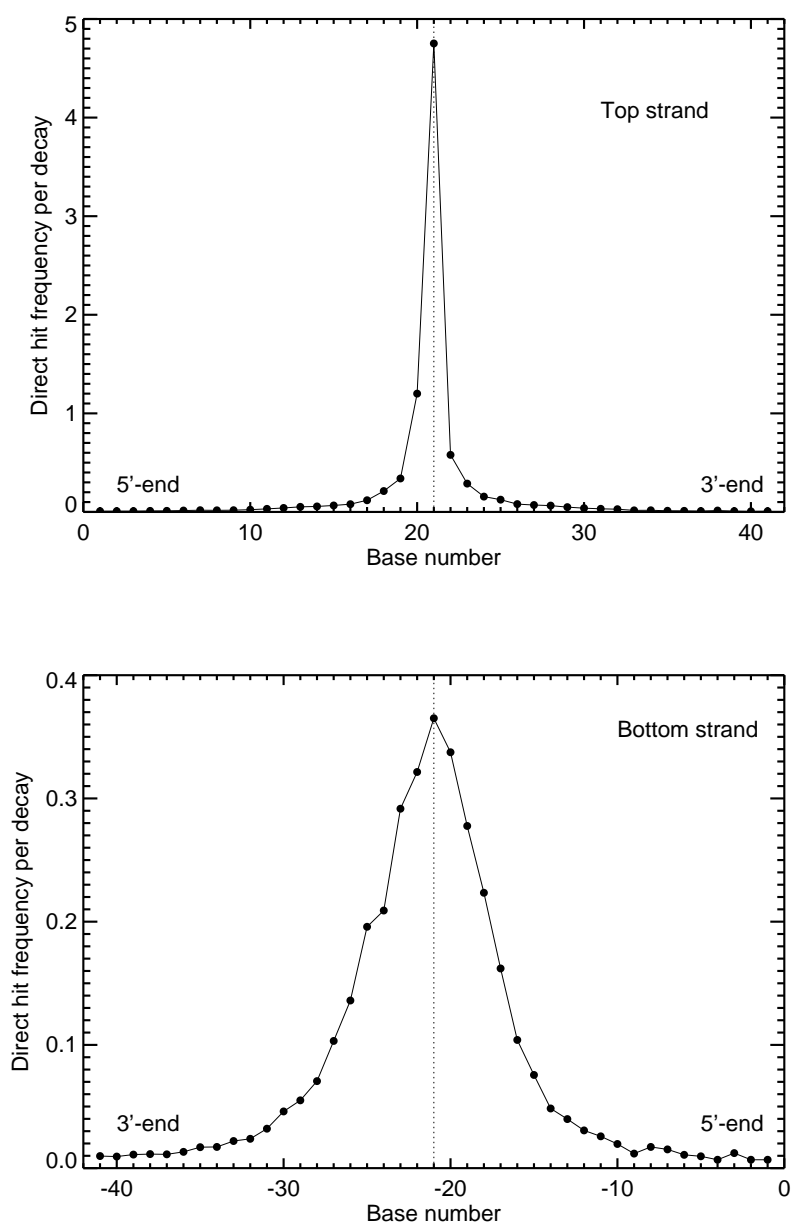 5
4
3
2
1
0
Direct hit frequency per decay
Top strand
5’-end
3’-end
0 10 20 30 40
Base number
0.4
0.3
0.2
0.1
0.0
Direct hit frequency per decay
Bottom strand
3’-end
5’-end
-40 -30 -20 -10 0
Base number